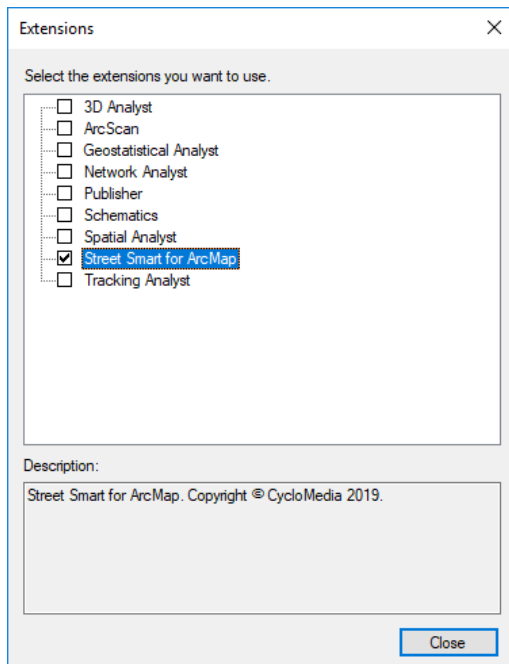 Extensions
Select the extensions you want to use.
3D Analyst
ArcScan
Geostatistical Analyst
Network Analyst
Publisher
Schematics
Spatial Analyst
Street Smart for ArcMap
Tracking Analyst
Description:
Street Smart for ArcMap. Copyright © CycloMedia 2019.
Close